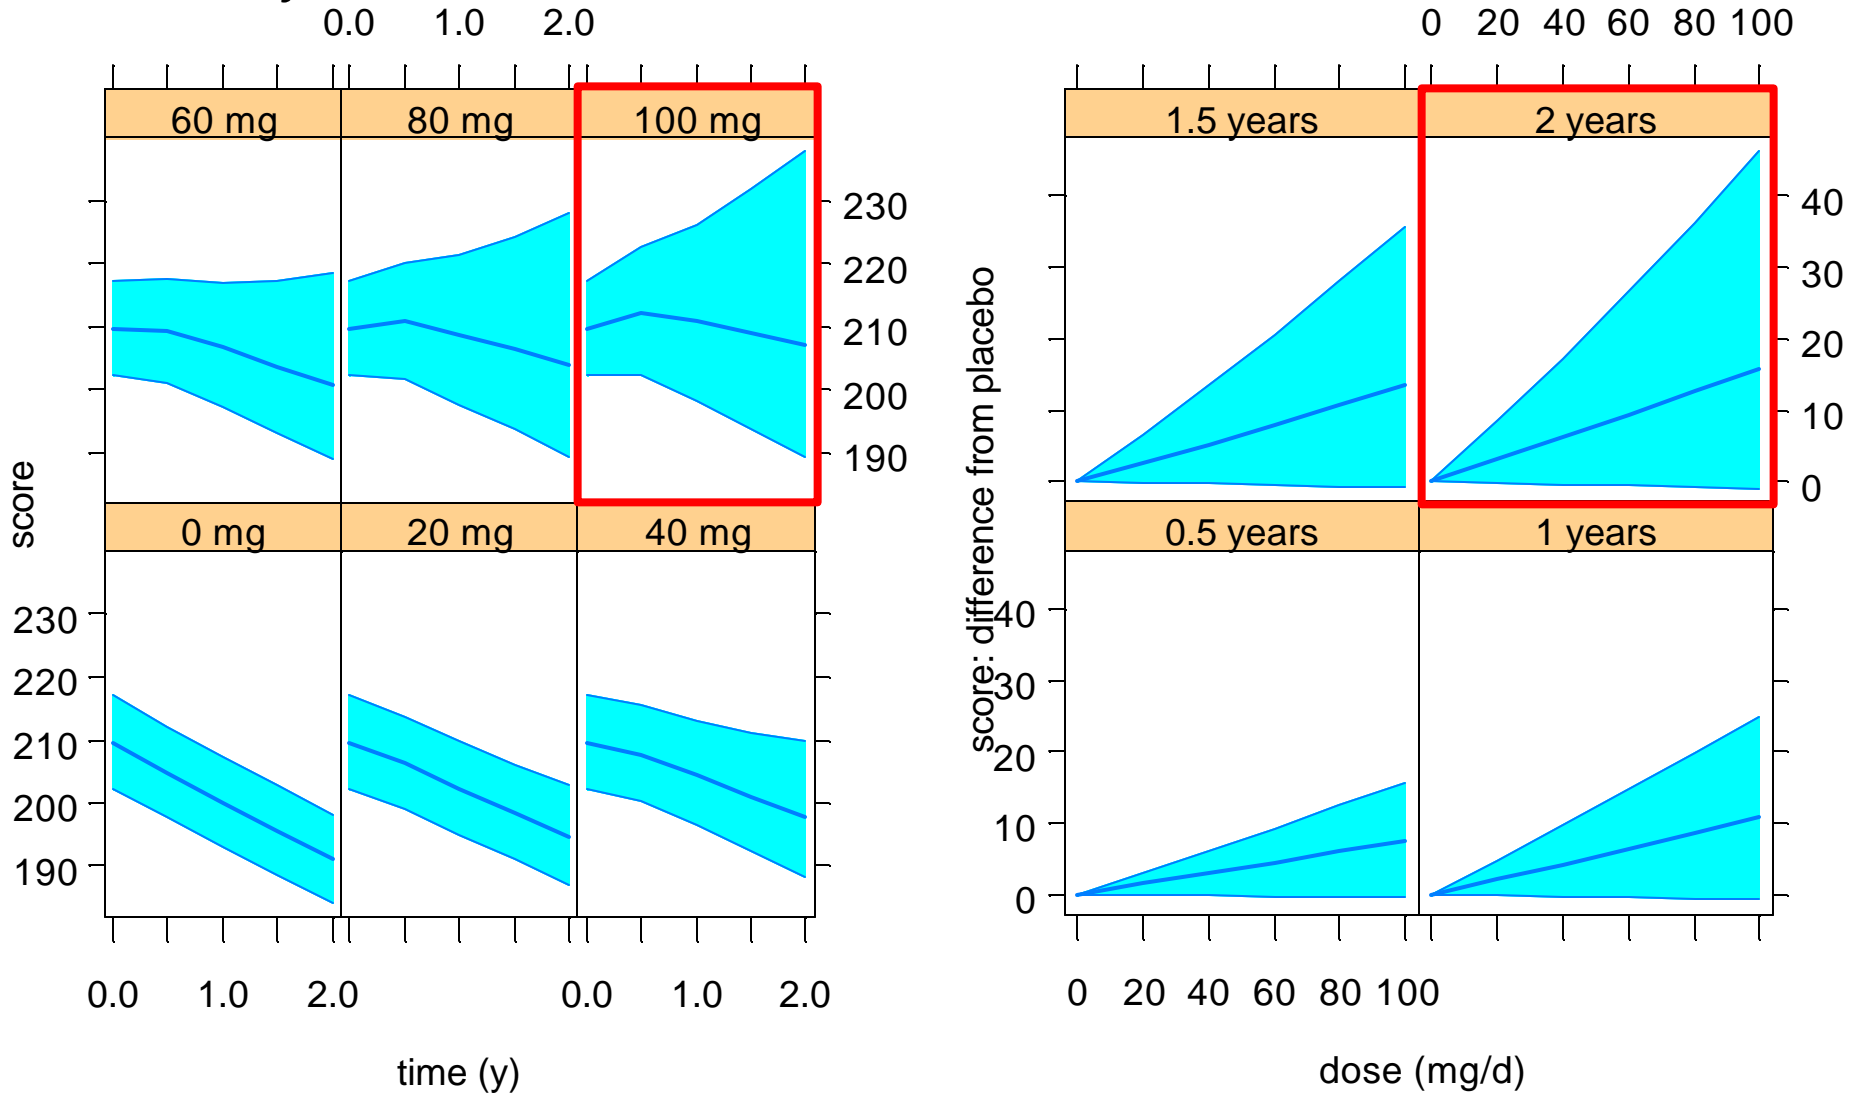 0.0 1.0 2.0
60 mg 80 mg 100 mg
230
220
210
200
190
0 mg 20 mg 40 mg
230
220
210
200
190
0.0 1.0 2.0 0.0 1.0 2.0
score
time (y)
0 20 40 60 80 100
1.5 years 2 years
40
30
20
10
0
0.5 years 1 years
40
30
20
10
0
0 20 40 60 80 100
score: difference from placebo
dose (mg/d)